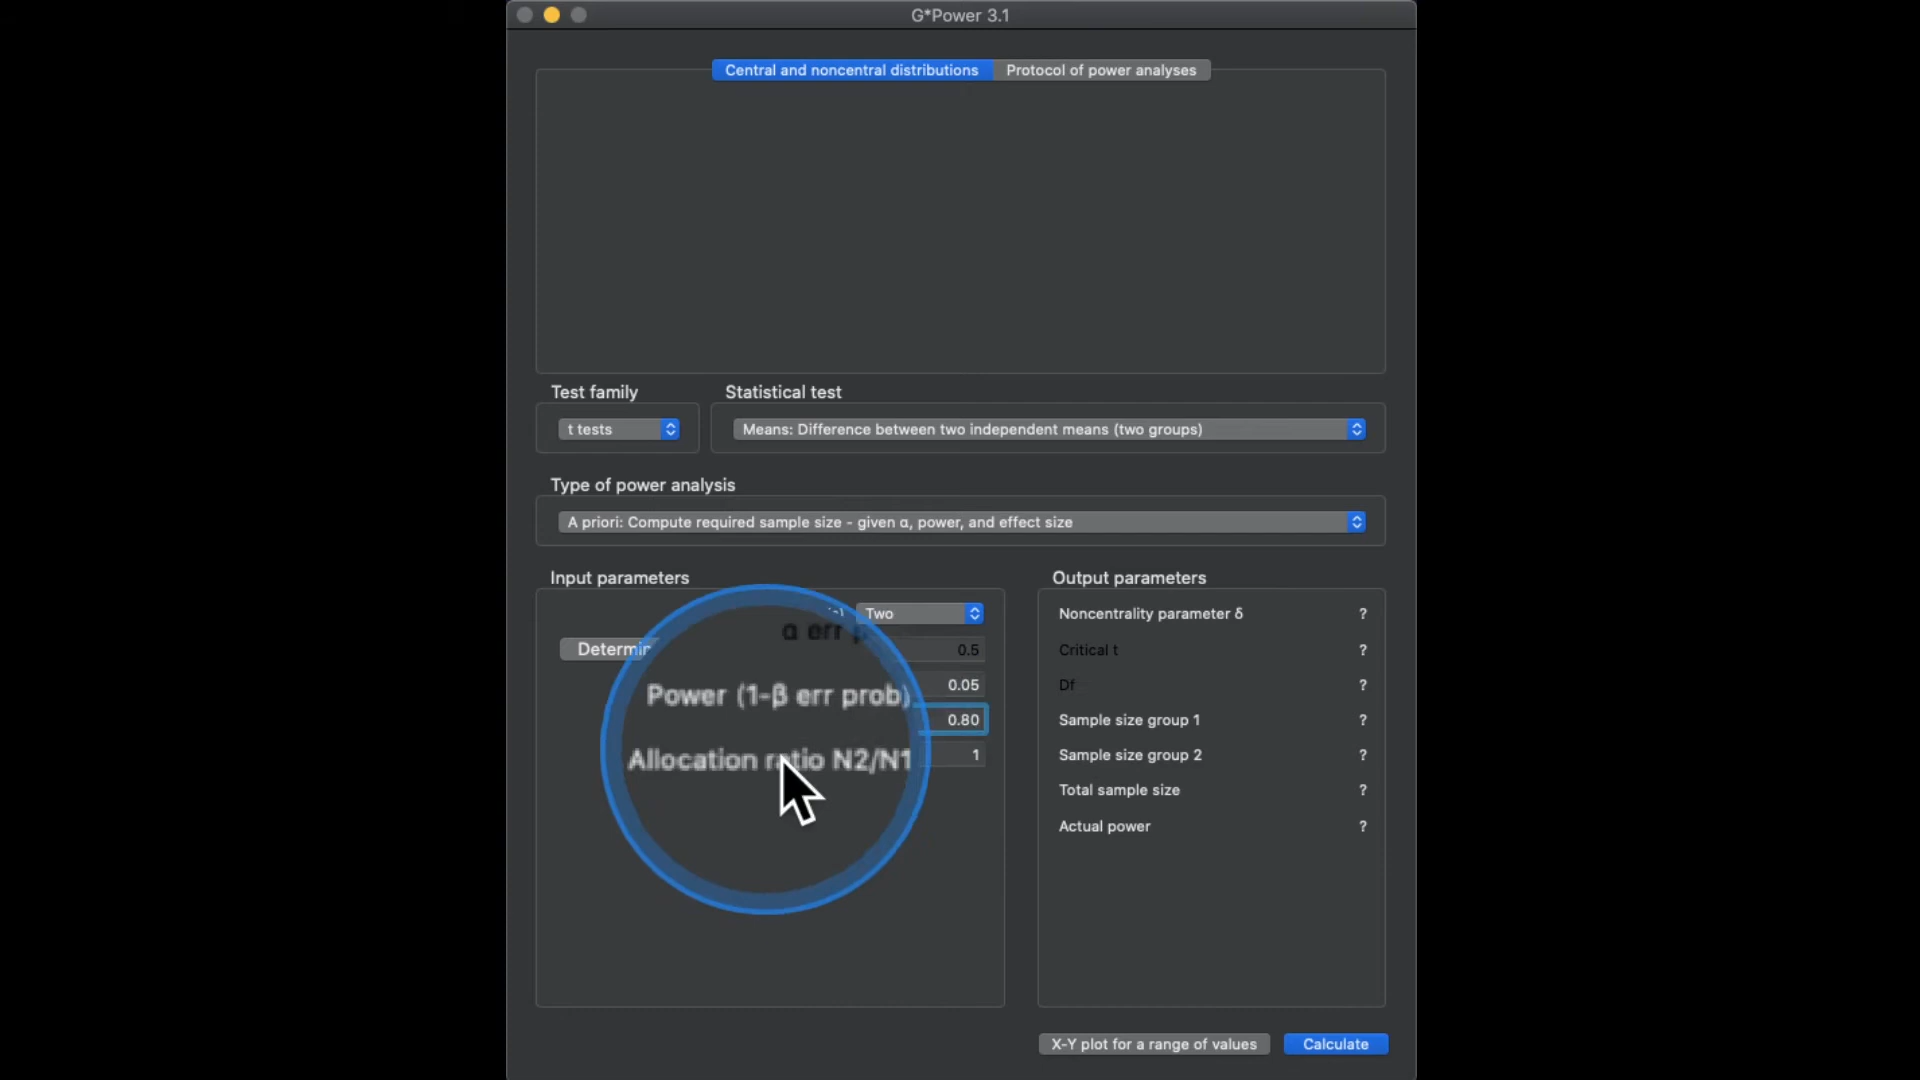 G*Power 3.1
Central and noncentral distributions
Protocol of power analyses
Test family
Statistical test
t tests
Means: Difference between two independent means (two groups)
Type of power analysis
A priori: Compute required sample size - given α, power, and effect size
Input parameters
Two
α err
Determin
0.5
0.05
Power (1-β err prob)
0.80
Allocation ratio N2/N1
1
Output parameters
Noncentrality parameter δ
?
Critical t
?
Df
?
Sample size group 1
?
Sample size group 2
?
Total sample size
?
Actual power
?
X-Y plot for a range of values
Calculate